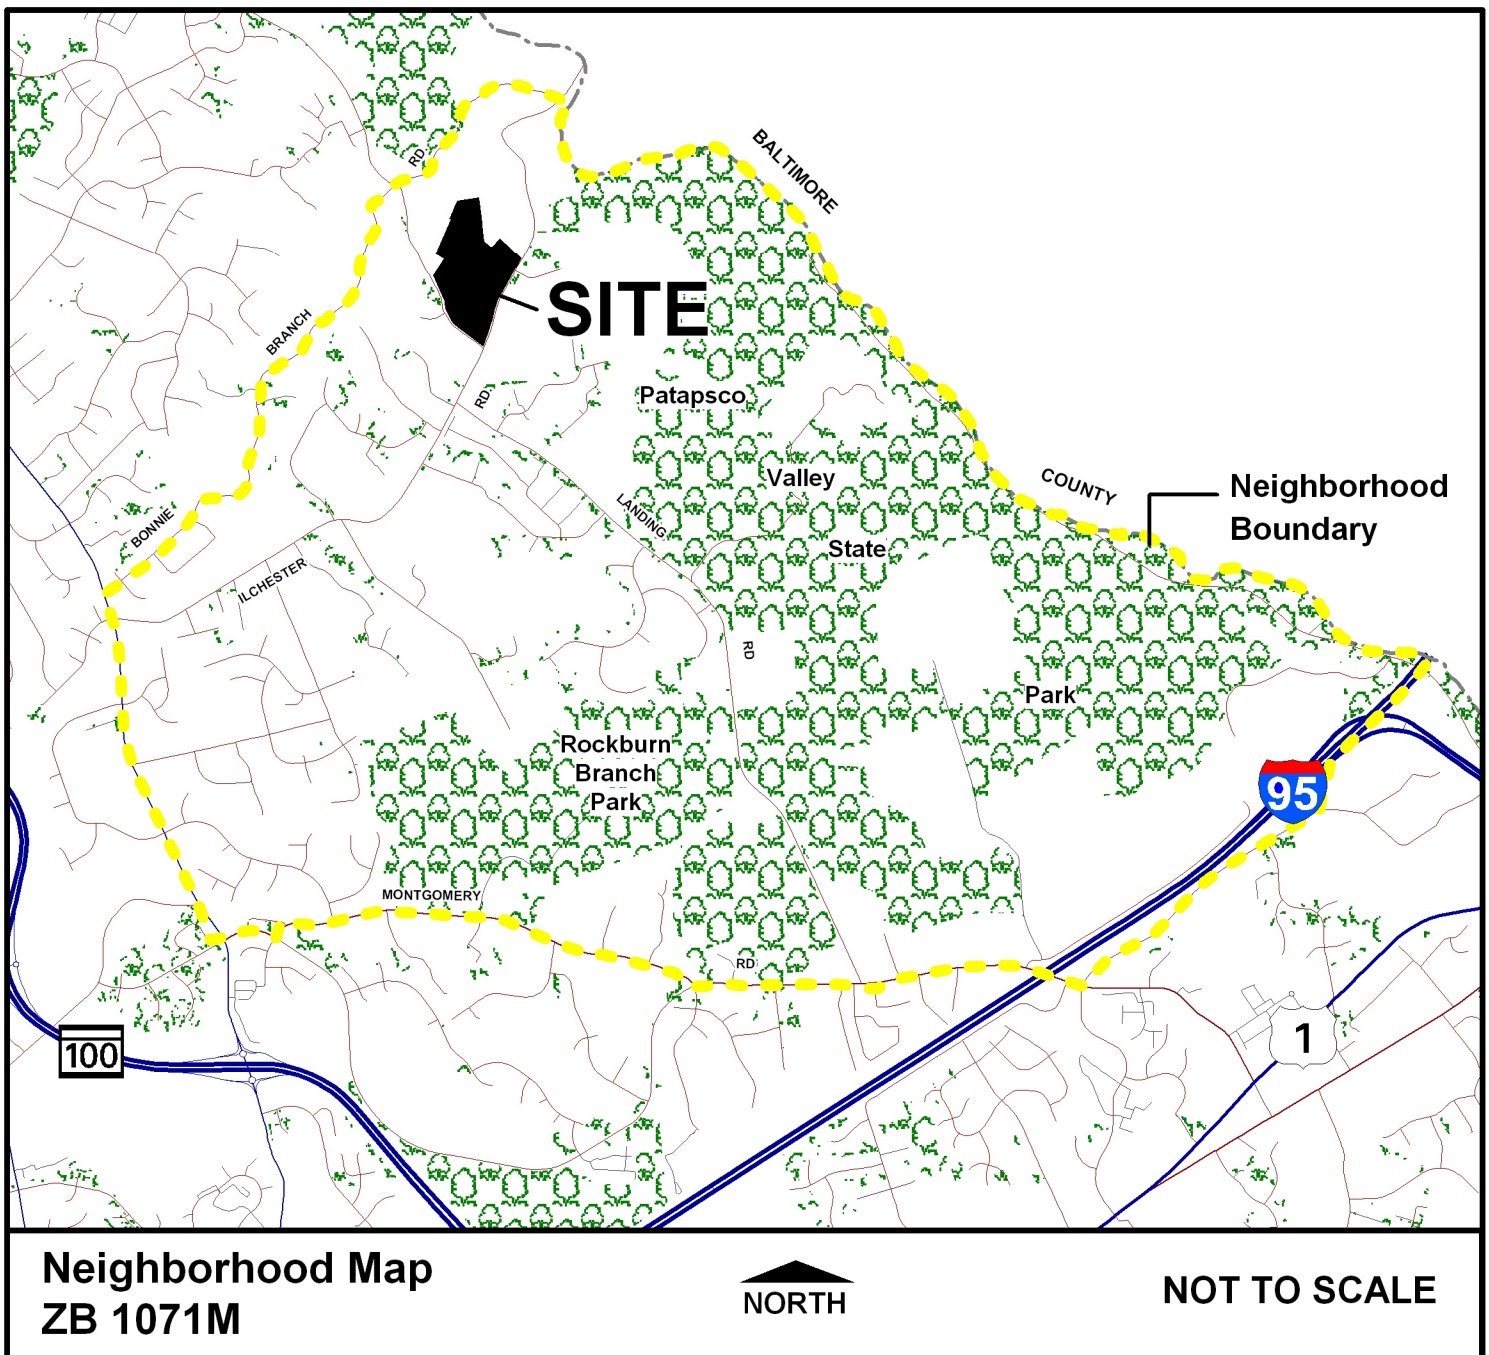 BALTIMORE
RD.
SITE
BRANCH
RD.
Patapsco
Valley
COUNTY
Neighborhood
Boundary
LANDING
BONNIE
State
ILCHESTER
RD
Park
Rockburn
Branch
Park
95
MONTGOMERY
RD
1
100
Neighborhood Map
ZB 1071M
NORTH
NOT TO SCALE